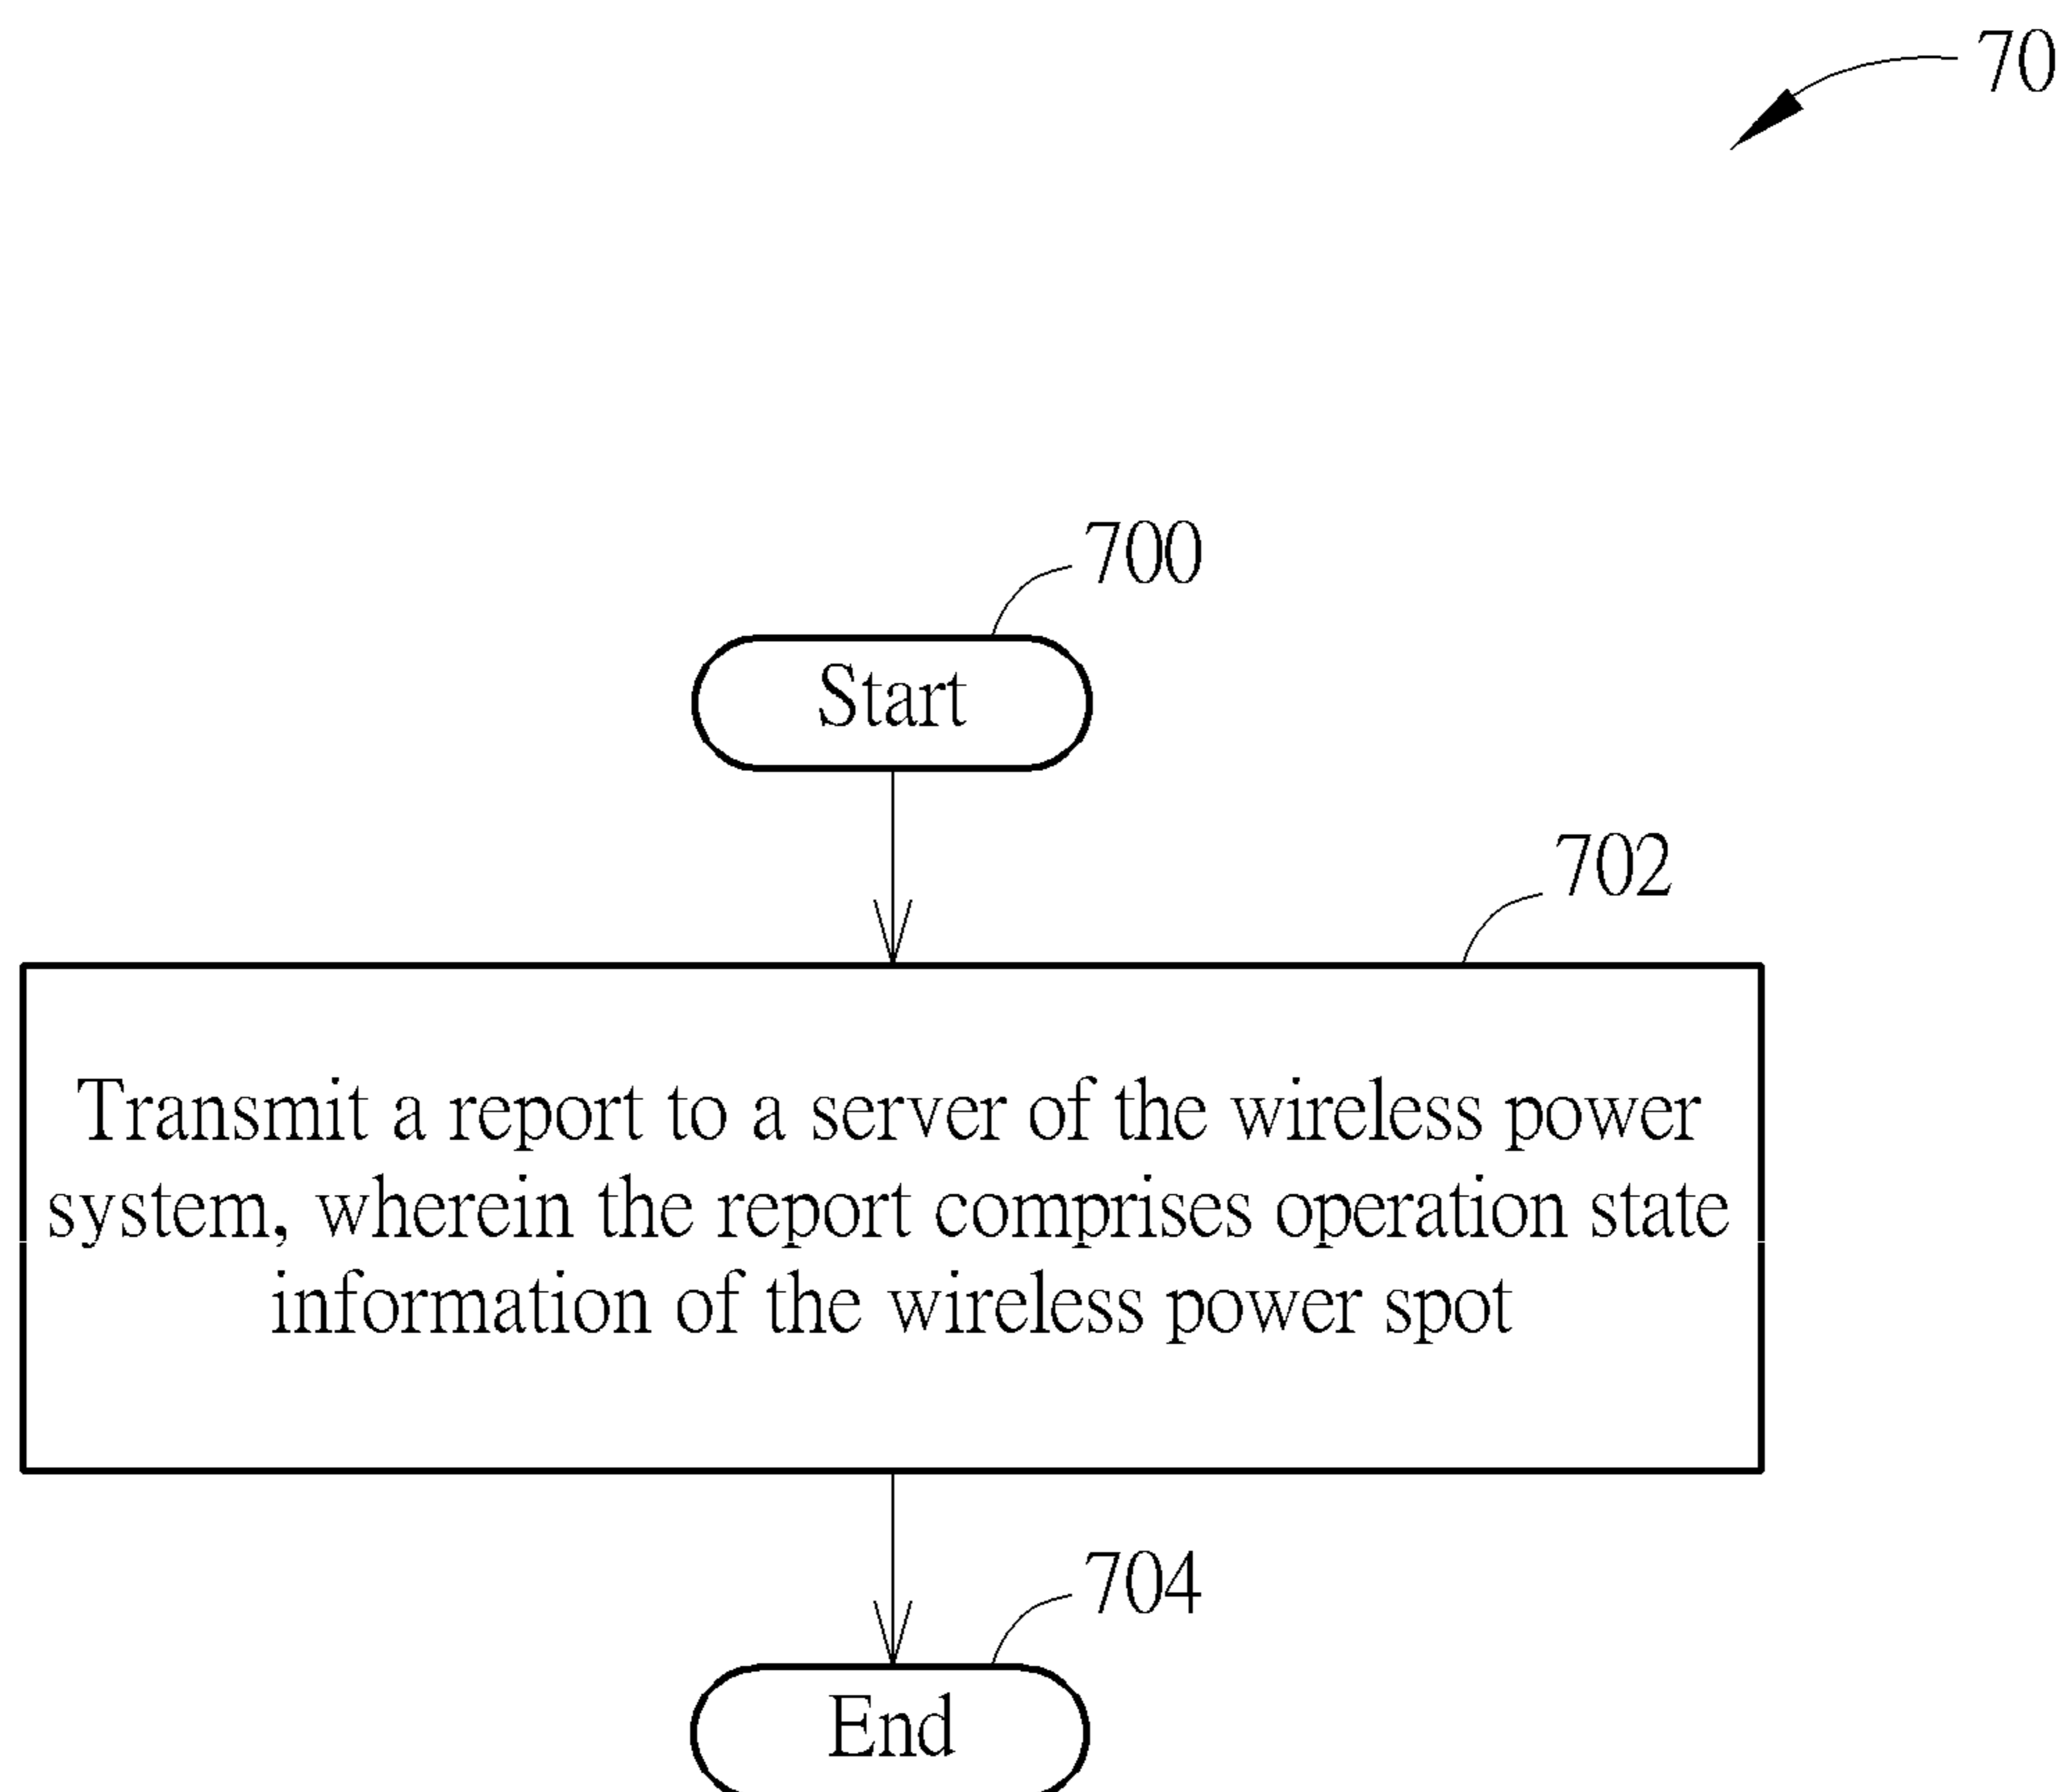 70
700
Start
702
Transmit a report to a server of the wireless power
system, wherein the report comprises operation state
information of the wireless power spot
704
End